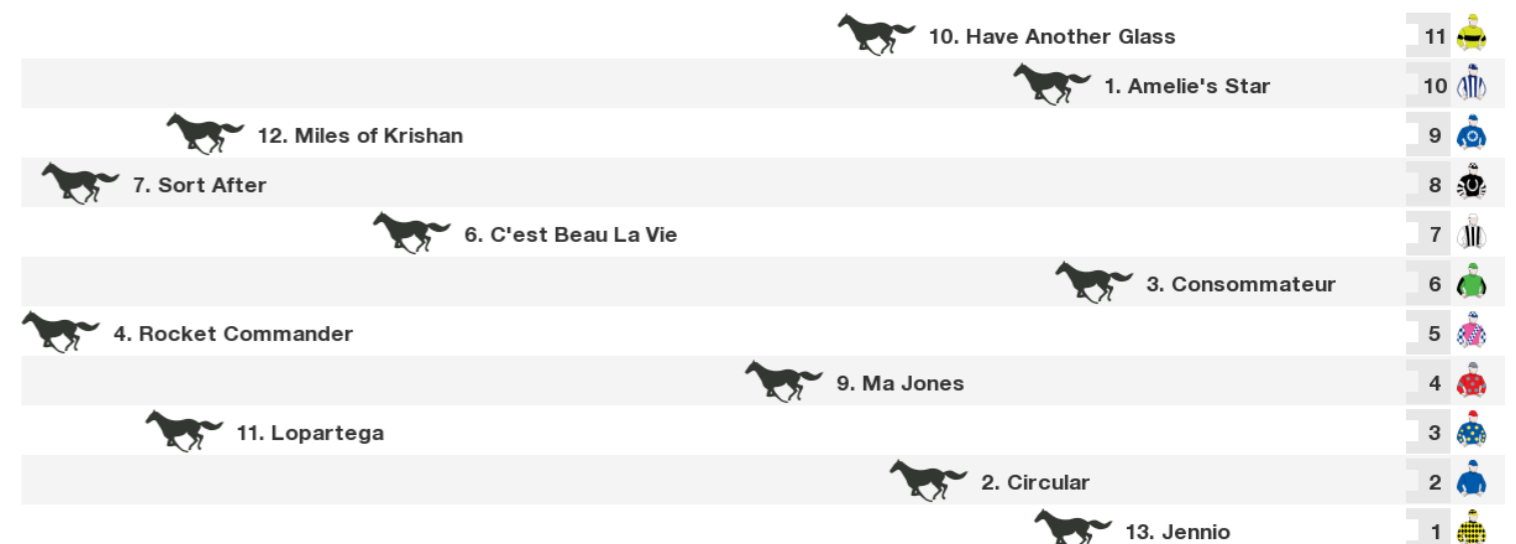 10. Have Another Glass 11
1. Amelie's Star 10
12. Miles of Krishan 9
7. Sort After 8
6. C'est Beau La Vie 7
3. Consommateur 6
4. Rocket Commander 5
9. Ma Jones 4
11. Lopartega 3
2. Circular 2
13. Jennio 1